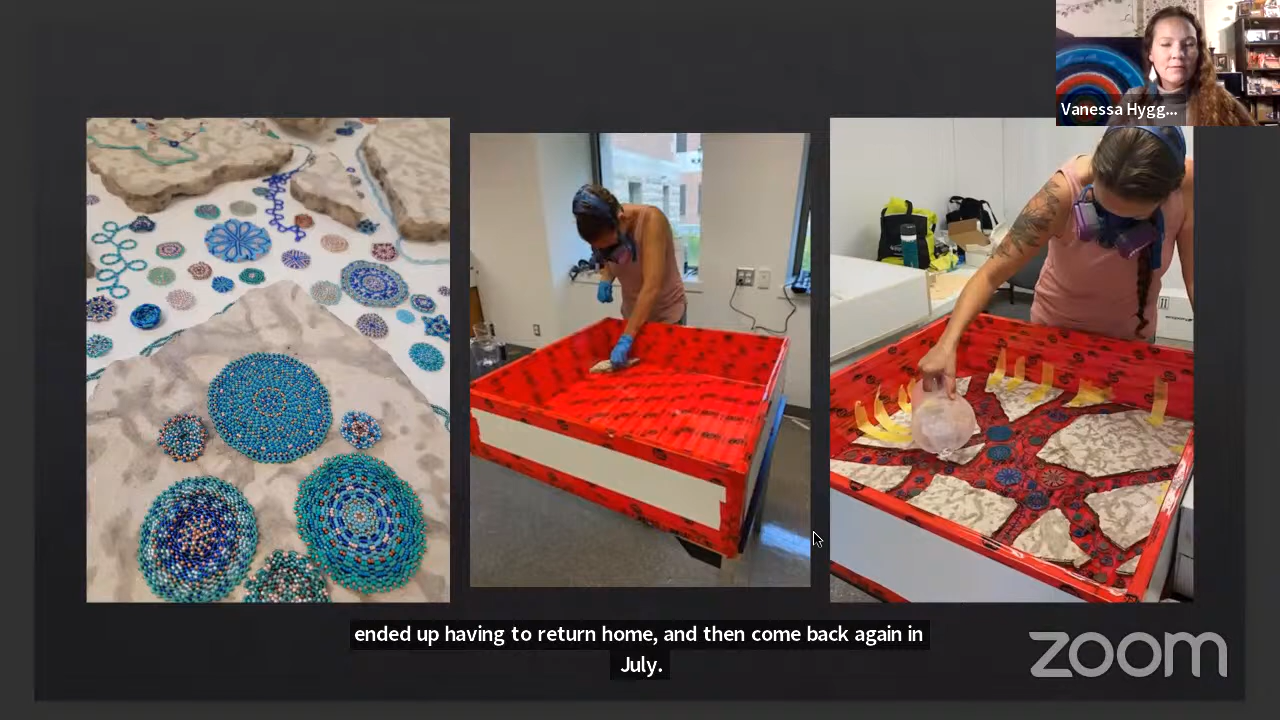 Vanessa Hygg...
ended up having to return home, and then come back again in
July.
zoom